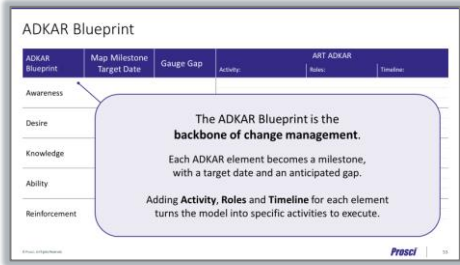 ADKAR Blueprint
ADKAR Blueprint
Map Milestone Target Date
Gauge Gap
ART ADKAR
Activity:
Roles:
Timeline:
Awareness
Desire
Knowledge
Ability
Reinforcement
The ADKAR Blueprint is the
backbone of change management.
Each ADKAR element becomes a milestone,
with a target date and an anticipated gap.
Adding Activity, Roles and Timeline for each element
turns the model into specific activities to execute.
Prosci